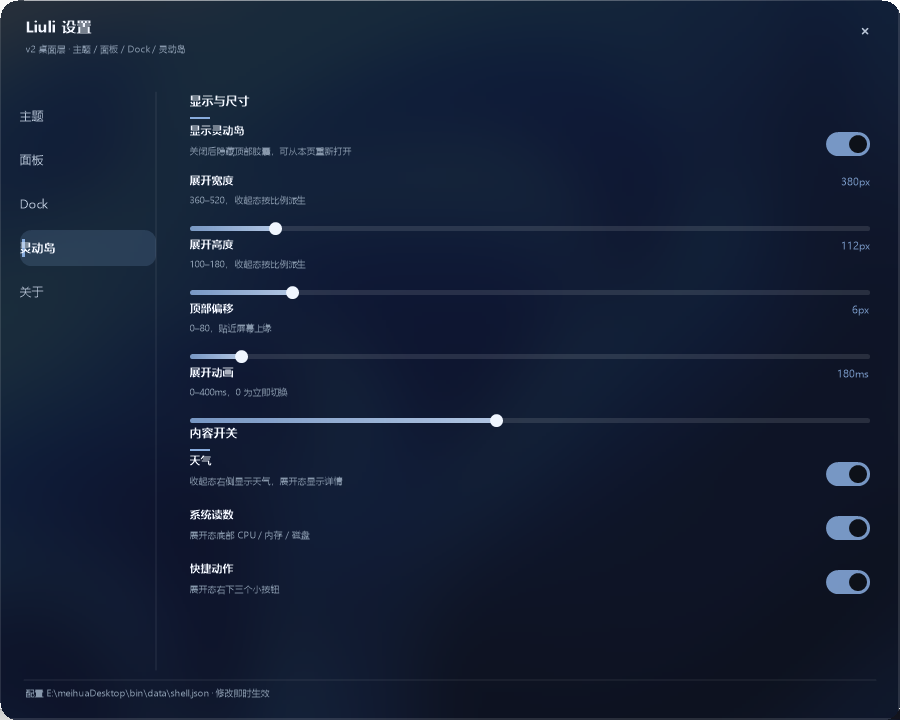 Liuli 设置
v2 桌面层 · 主题 / 面板 / Dock / 灵动岛
×
主题
面板
Dock
灵动岛
关于
显示与尺寸
显示灵动岛
关闭后隐藏顶部胶囊，可从本页重新打开
展开宽度
380px
360–520，收起态按比例派生
展开高度
112px
100–180，收起态按比例派生
顶部偏移
6px
0–80，贴近屏幕上缘
展开动画
180ms
0–400ms，0 为立即切换
内容开关
天气
收起态右侧显示天气，展开态显示详情
系统读数
展开态底部 CPU / 内存 / 磁盘
快捷动作
展开态右下三个小按钮
配置 E:\meihuaDesktop\bin\data\shell.json · 修改即时生效